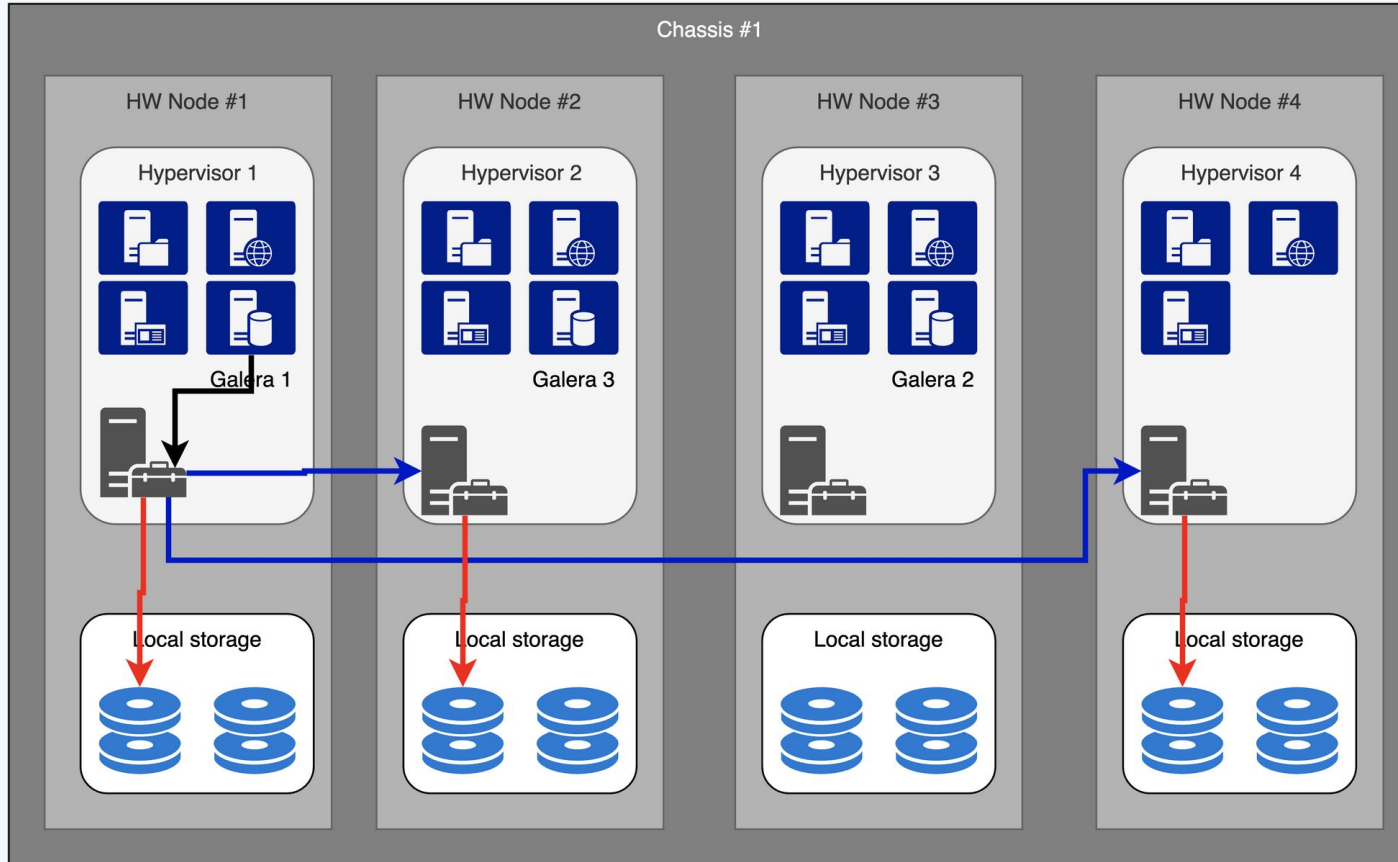 Chassis #1
HW Node #1
HW Node #2
HW Node #3
HW Node #4
Hypervisor 1
Hypervisor 2
Hypervisor 3
Hypervisor 4
Galera 1
Galera 3
Galera 2
Local storage
Local storage
Local storage
Local storage